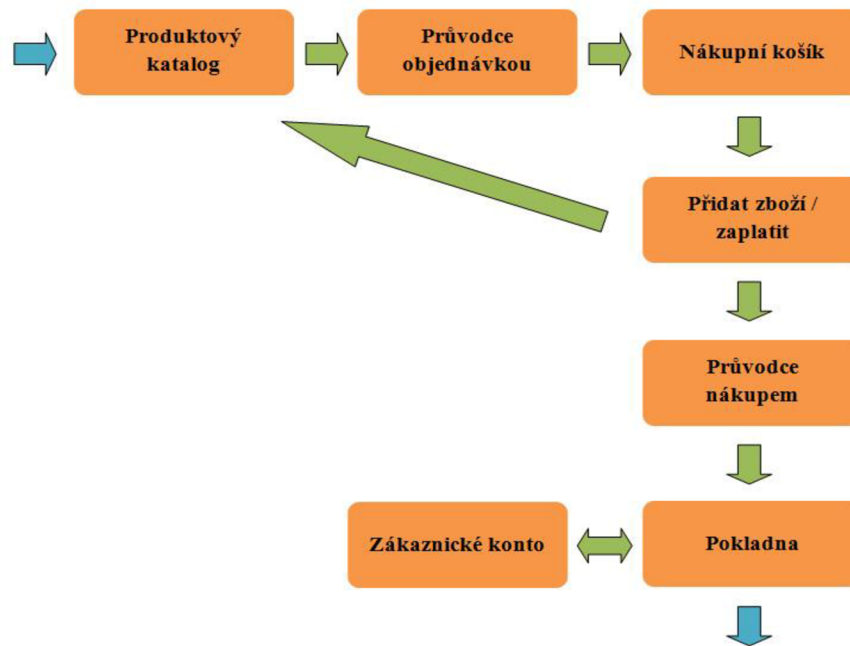 Produktový
katalog
Průvodce
objednávkou
Nákupní košík
Přidat zboží /
zaplatit
Průvodce
nákupem
Zákaznické konto
Pokladna